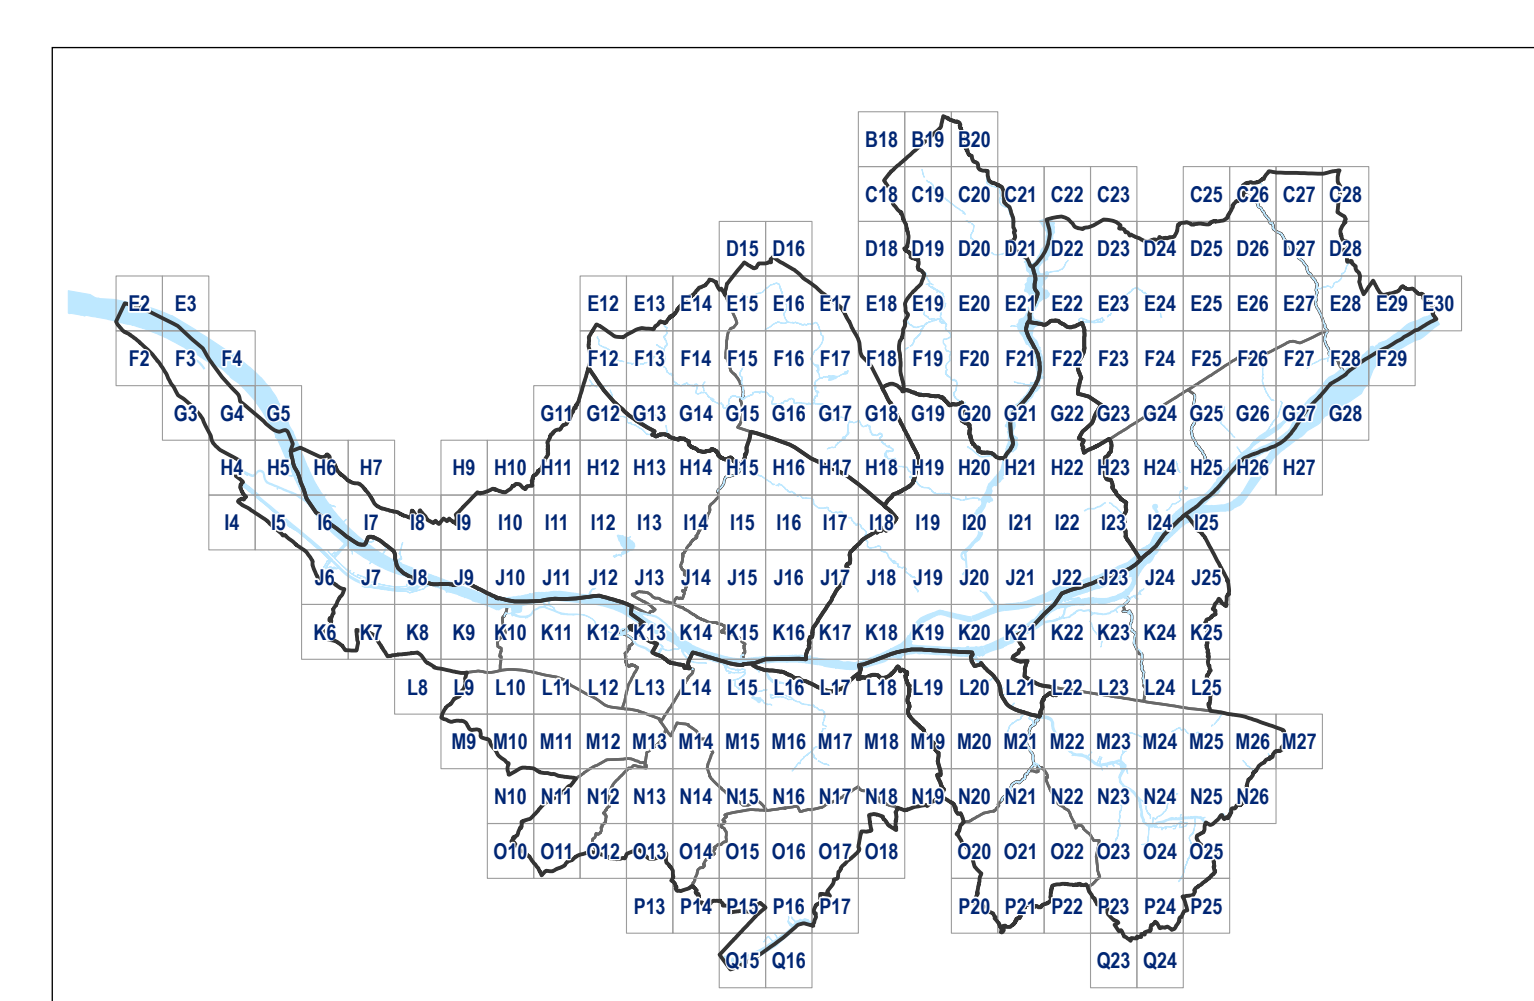 B18 B19 B20
C18 C19 C20 C21 C22 C23 C25 C26 C27 C28
D15 D16 D18 D19 D20 D21 D22 D23 D24 D25 D26 D27 D28
E2 E3 E12 E13 E14 E15 E16 E17 E18 E19 E20 E21 E22 E23 E24 E25 E26 E27 E28 E29 E30
F2 F3 F4 F12 F13 F14 F15 F16 F17 F18 F19 F20 F21 F22 F23 F24 F25 F26 F27 F28 F29
G3 G4 G5 G11 G12 G13 G14 G15 G16 G17 G18 G19 G20 G21 G22 G23 G24 G25 G26 G27 G28
H4 H5 H6 H7 H9 H10 H11 H12 H13 H14 H15 H16 H17 H18 H19 H20 H21 H22 H23 H24 H25 H26 H27
I4 I5 I6 I7 I8 I9 I10 I11 I12 I13 I14 I15 I16 I17 I18 I19 I20 I21 I22 I23 I24 I25
J6 J7 J8 J9 J10 J11 J12 J13 J14 J15 J16 J17 J18 J19 J20 J21 J22 J23 J24 J25
K6 K7 K8 K9 K10 K11 K12 K13 K14 K15 K16 K17 K18 K19 K20 K21 K22 K23 K24 K25
L8 L9 L10 L11 L12 L13 L14 L15 L16 L17 L18 L19 L20 L21 L22 L23 L24 L25
M9 M10 M11 M12 M13 M14 M15 M16 M17 M18 M19 M20 M21 M22 M23 M24 M25 M26 M27
N10 N11 N12 N13 N14 N15 N16 N17 N18 N19 N20 N21 N22 N23 N24 N25 N26
O10 O11 O12 O13 O14 O15 O16 O17 O18 O20 O21 O22 O23 O24 O25
P13 P14 P15 P16 P17 P20 P21 P22 P23 P24 P25
Q15 Q16 Q23 Q24